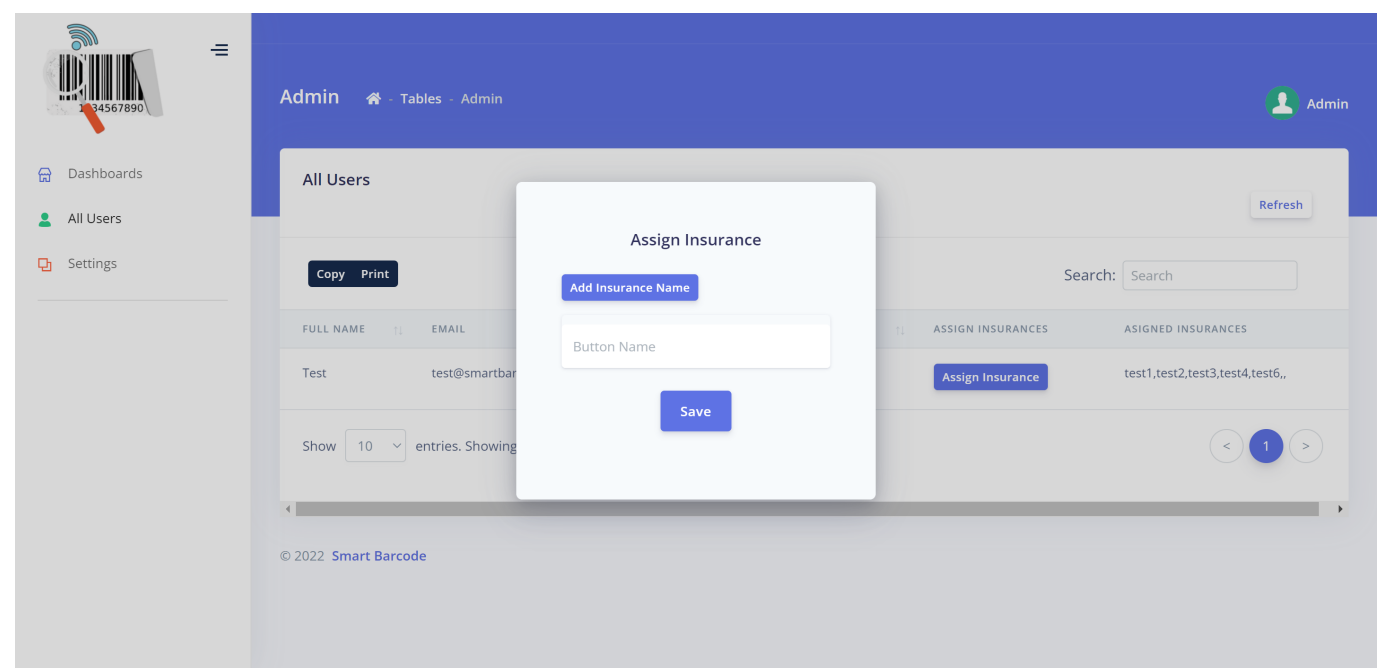 34567890
Admin - Tables - Admin
Admin
Dashboards
All Users
Settings
All Users
Refresh
Assign Insurance
Add Insurance Name
Button Name
Save
Copy Print
Search: Search
FULL NAME EMAIL ASSIGN INSURANCES ASIGNED INSURANCES
Test test@smartbar Assign Insurance test1,test2,test3,test4,test6,,
Show 10 entries. Showing
< 1 >
© 2022 Smart Barcode